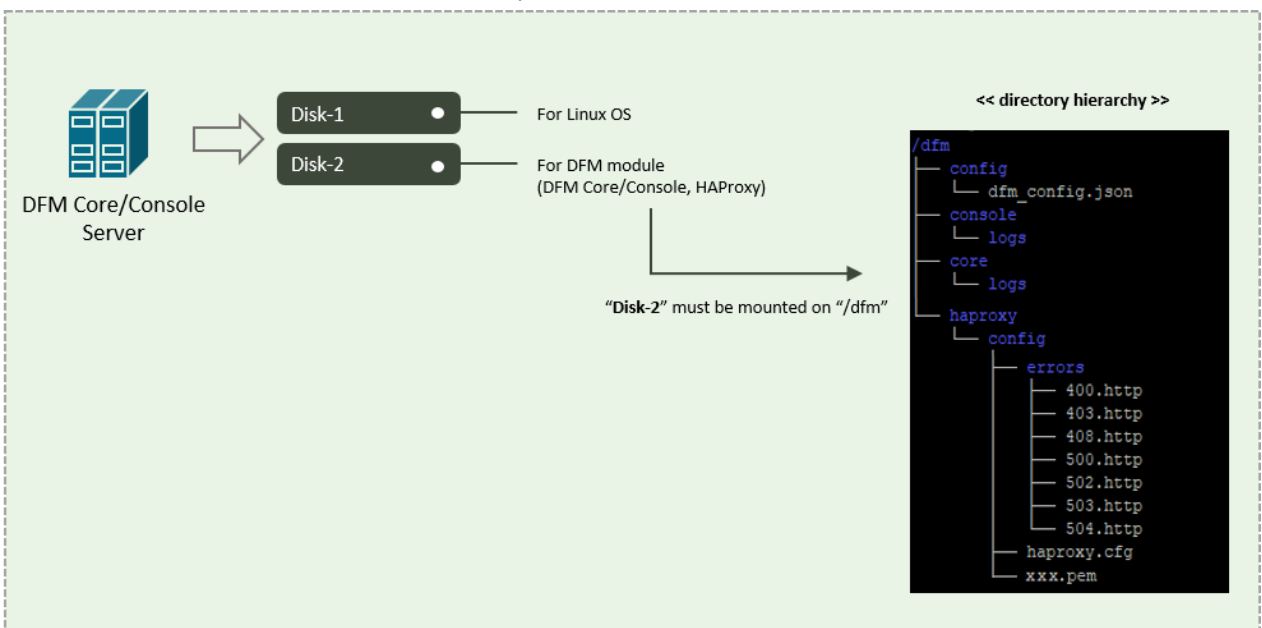 DFM Core/Console
Server
Disk-1
Disk-2
For Linux OS
For DFM module
(DFM Core/Console, HAProxy)
“Disk-2” must be mounted on “/dfm”
<< directory hierarchy >>
/dfm
├── config
│   └── dfm_config.json
├── console
│   └── logs
├── core
│   └── logs
└── haproxy
    └── config
        ├── errors
        │   ├── 400.http
        │   ├── 403.http
        │   ├── 408.http
        │   ├── 500.http
        │   ├── 502.http
        │   ├── 503.http
        │   └── 504.http
        ├── haproxy.cfg
        └── xxx.pem